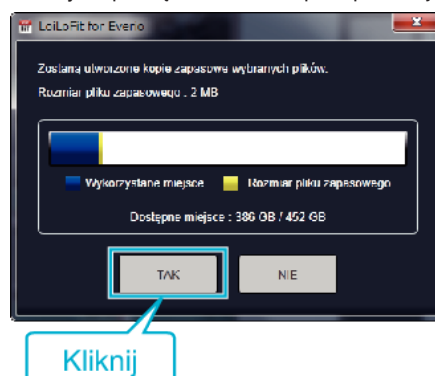 LoiLoFit for Everio
Zostaną utworzone kopie zapasowe wybranych plików.
Rozmiar pliku zapasowego : 2 MB
Wykorzystane miejsce Rozmiar pliku zapasowego
Dostępne miejsce : 386 GB / 452 GB
TAK NIE
Kliknij